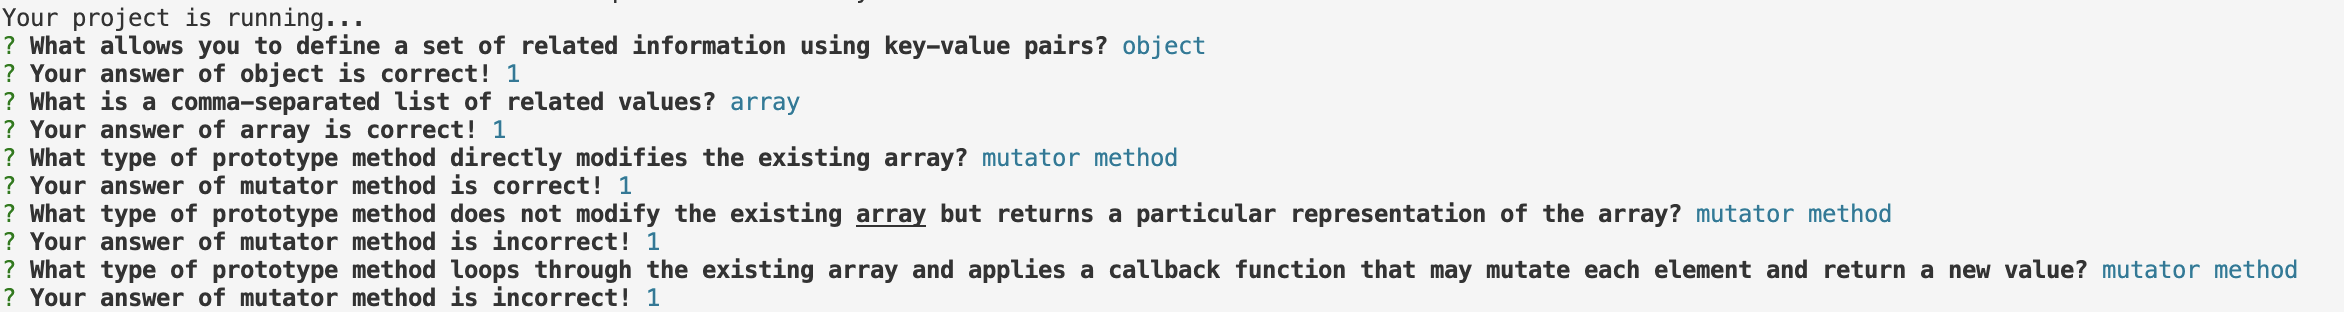 Your project is running...
? What allows you to define a set of related information using key-value pairs? object
? Your answer of object is correct! 1
? What is a comma-separated list of related values? array
? Your answer of array is correct! 1
? What type of prototype method directly modifies the existing array? mutator method
? Your answer of mutator method is correct! 1
? What type of prototype method does not modify the existing array but returns a particular representation of the array? mutator method
? Your answer of mutator method is incorrect! 1
? What type of prototype method loops through the existing array and applies a callback function that may mutate each element and return a new value? mutator method
? Your answer of mutator method is incorrect! 1